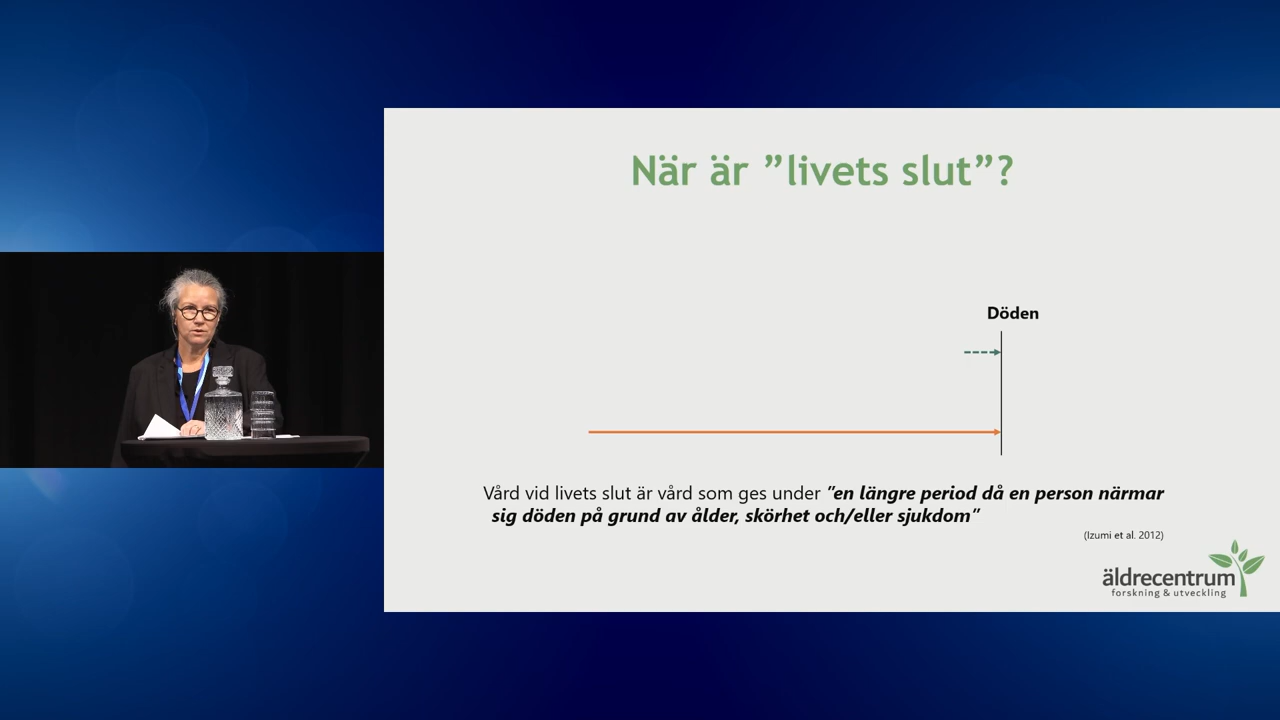 När är ”livets slut”?
Döden
Vård vid livets slut är vård som ges under ”en längre period då en person närmar
sig döden på grund av ålder, skörhet och/eller sjukdom”
(Izumi et al. 2012)
äldrecentrum
forskning & utveckling